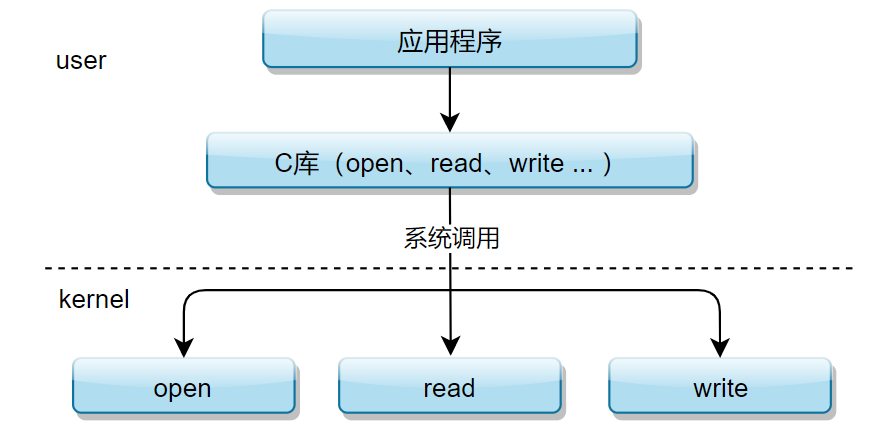 应用程序
user
C库（open、read、write ... ）
系统调用
kernel
open
read
write